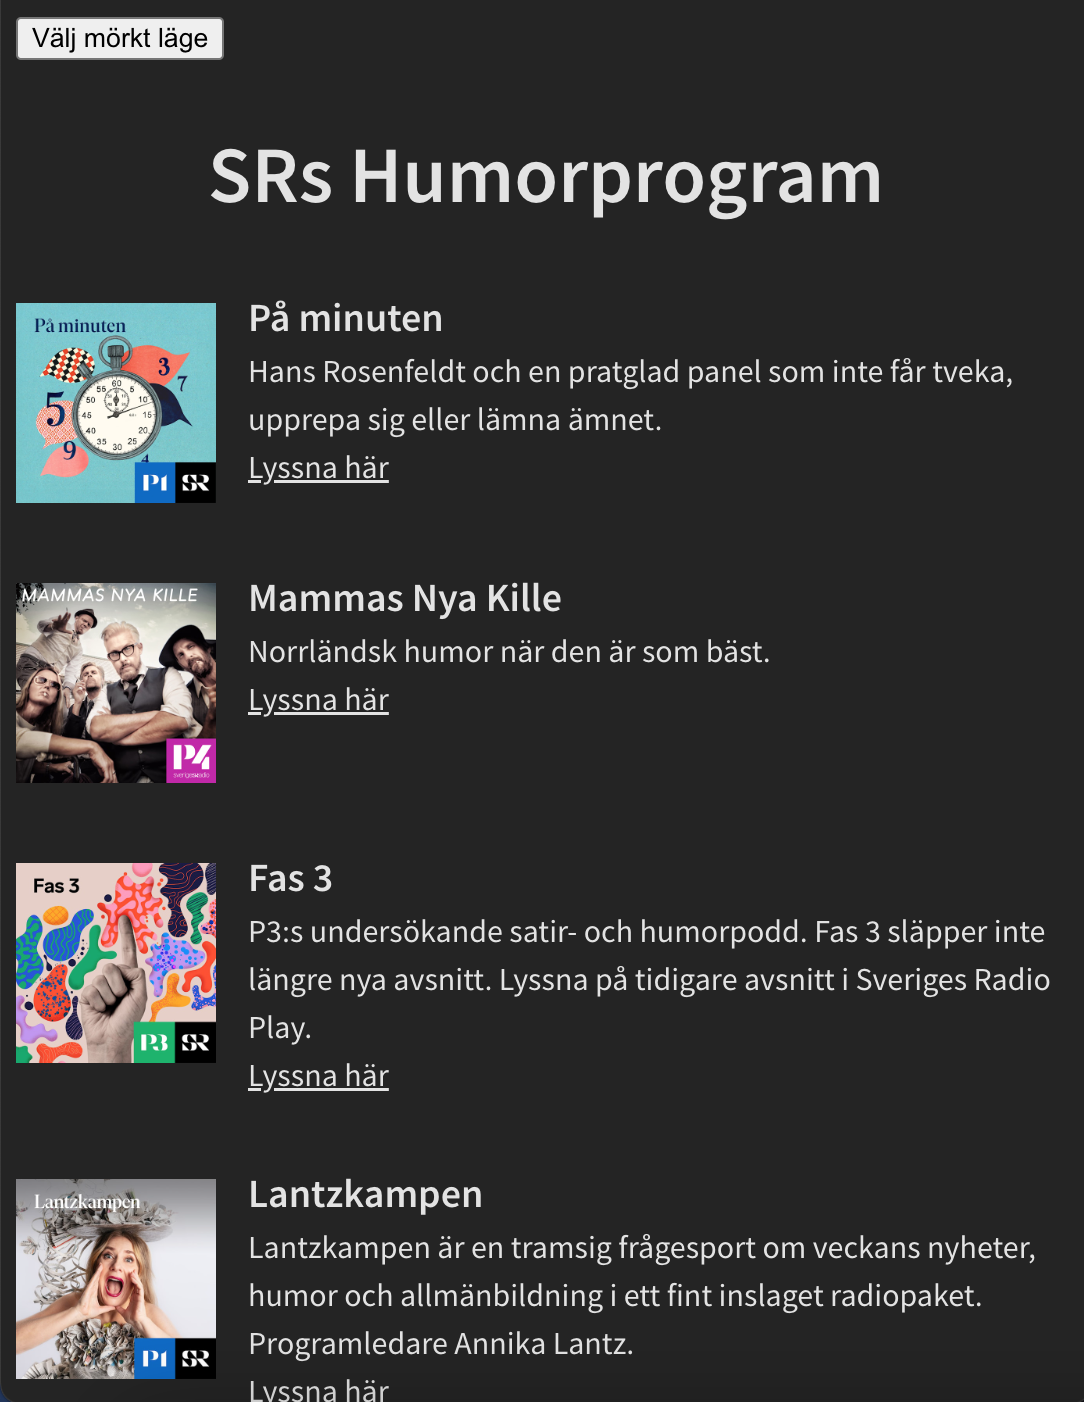 Välj mörkt läge
SRs Humorprogram
På minuten
60
55
5
5
3
7
50
10
5
45
15
40
20
35
25
30
9
4
P1 SR
På minuten
Hans Rosenfeldt och en pratglad panel som inte får tveka,
upprepa sig eller lämna ämnet.
Lyssna här
MAMMAS NYA KILLE
P4
sverigesradio
Mammas Nya Kille
Norrländsk humor när den är som bäst.
Lyssna här
Fas 3
P3 SR
Fas 3
P3:s undersökande satir- och humorpodd. Fas 3 släpper inte
längre nya avsnitt. Lyssna på tidigare avsnitt i Sveriges Radio
Play.
Lyssna här
Lantzkampen
P1 SR
Lantzkampen
Lantzkampen är en tramsig frågesport om veckans nyheter,
humor och allmänbildning i ett fint inslaget radiopaket.
Programledare Annika Lantz.
Lyssna här